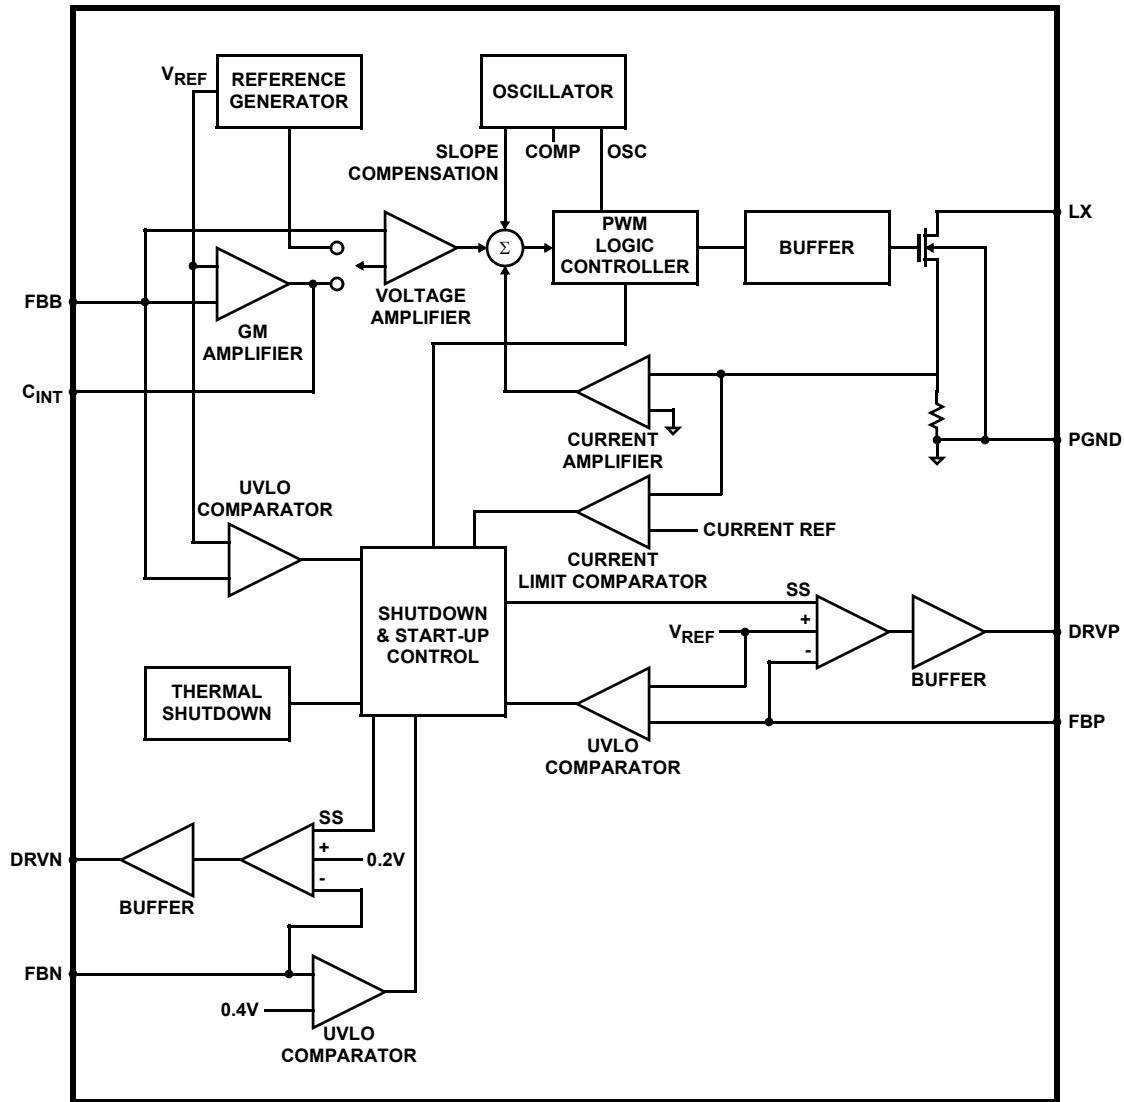 VREF
REFERENCE
GENERATOR
OSCILLATOR
SLOPE
COMPENSATION
COMP
OSC
LX
PWM
LOGIC
CONTROLLER
BUFFER
Σ
FBB
VOLTAGE
AMPLIFIER
GM
AMPLIFIER
CINT
CURRENT
AMPLIFIER
PGND
UVLO
COMPARATOR
CURRENT REF
CURRENT
LIMIT COMPARATOR
SHUTDOWN
& START-UP
CONTROL
SS
+
-
VREF
DRVP
BUFFER
THERMAL
SHUTDOWN
FBP
UVLO
COMPARATOR
SS
+
-
0.2V
DRVN
BUFFER
FBN
0.4V
UVLO
COMPARATOR